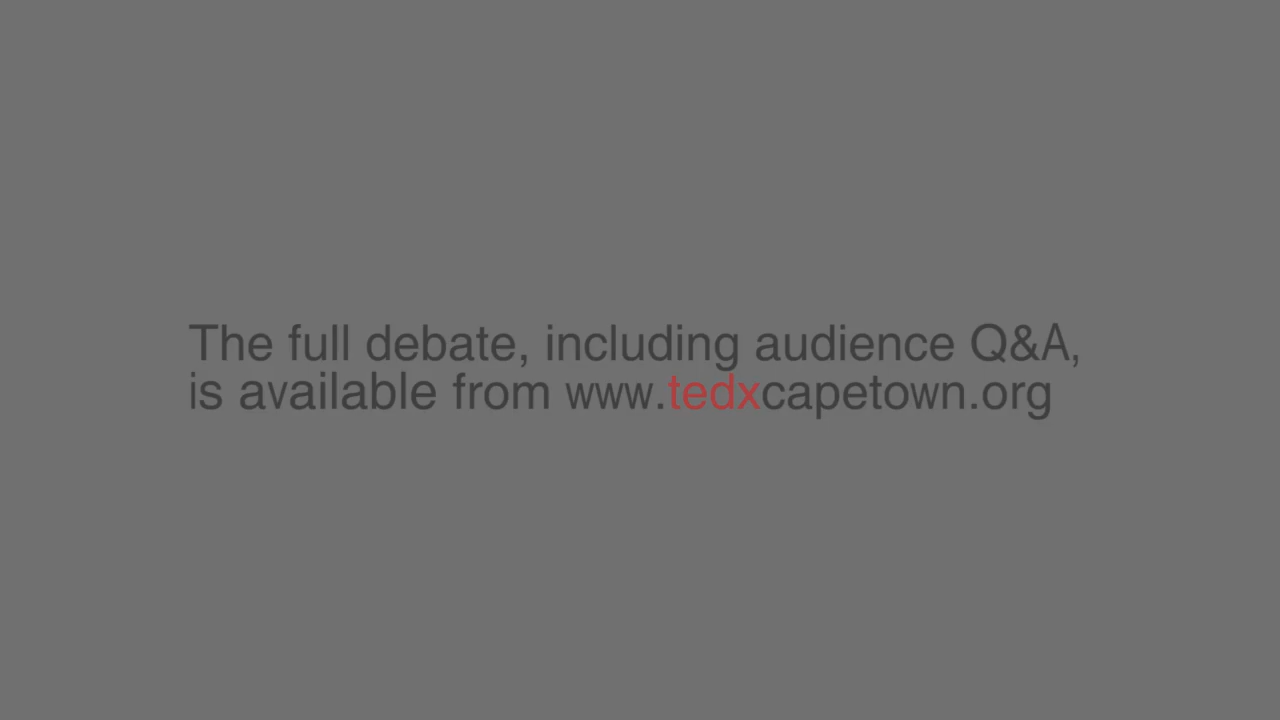 The full debate, including audience Q&A,
is available from www.tedxcapetown.org